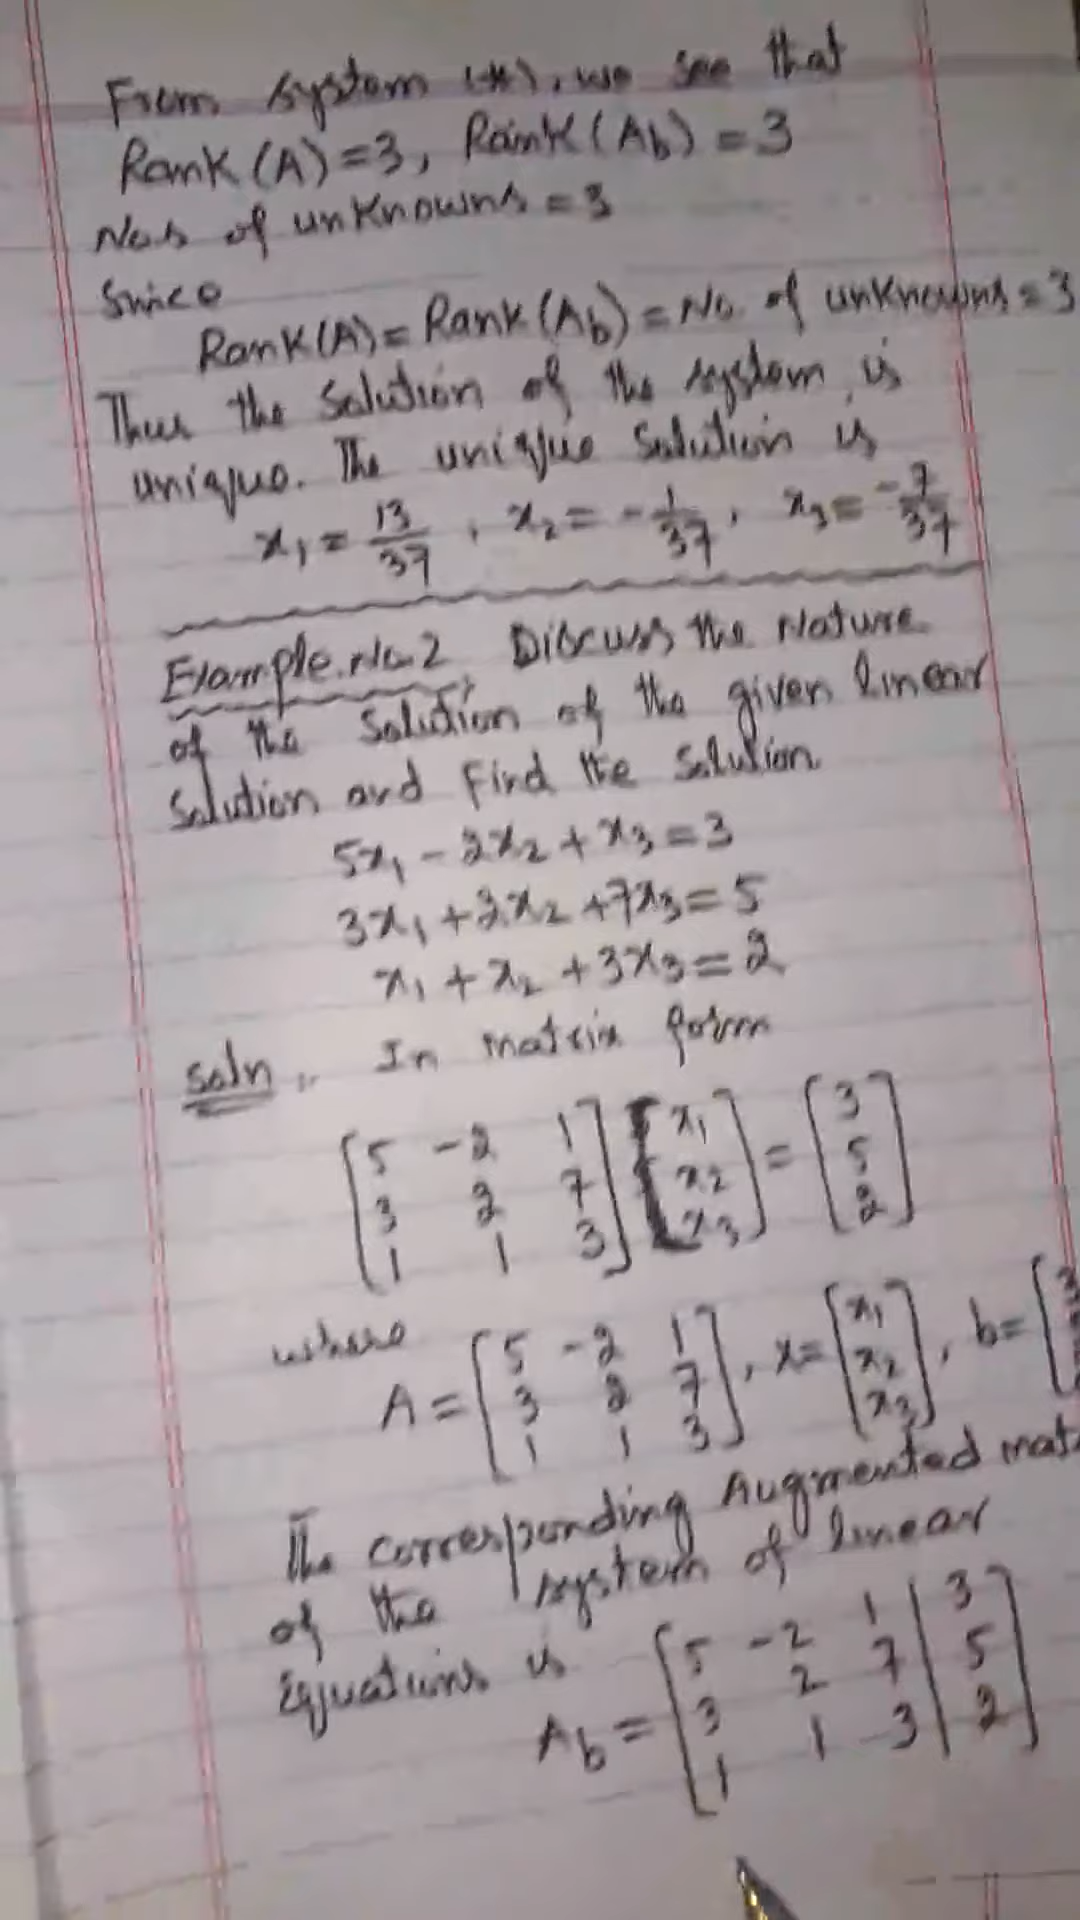 From system (*), we see that
Rank (A) = 3, Rank (Ab) = 3
Nos of unknowns = 3
Since
Rank (A) = Rank (Ab) = No. of unknowns = 3
Thus the Solution of the system is
unique. The unique Solution is
x₁ = 13/37 , x₂ = -1/37 , x₃ = -7/37
Example.No.2 Discuss the Nature
of the Solution of the given linear
Solution and Find the Solution
5x₁ - 2x₂ + x₃ = 3
3x₁ + 2x₂ + 7x₃ = 5
x₁ + x₂ + 3x₃ = 2
Soln :- In matrix form
[5 -2 1] [x₁] = [3]
[3 2 7] [x₂] [5]
[1 1 3] [x₃] [2]
where
A = [5 -2 1], x = [x₁], b = [3
[3 2 7] [x₂]
[1 1 3] [x₃]
The corresponding Augmented mat
of the system of linear
Equations is
Ab = [5 -2 1 | 3]
[3 2 7 | 5]
[1 1 3 | 2]